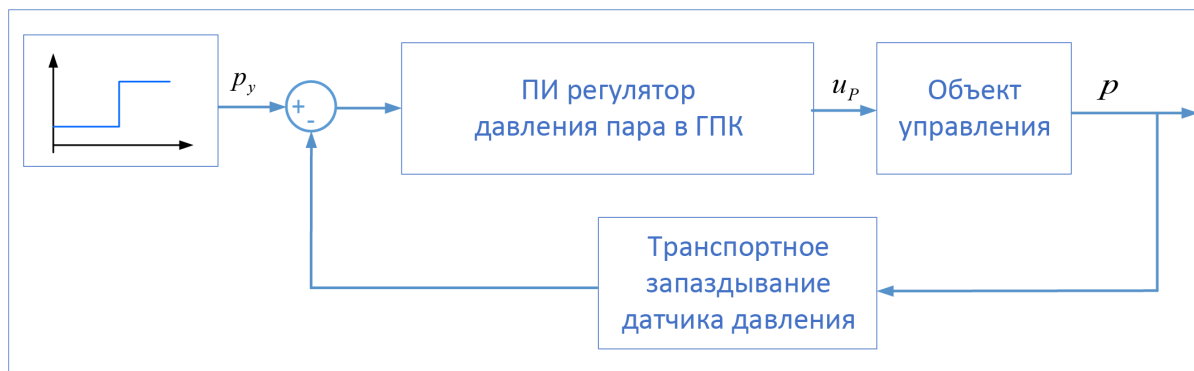 p_y
+
-
ПИ регулятор
давления пара в ГПК
u_P
Объект
управления
p
Транспортное
запаздывание
датчика давления